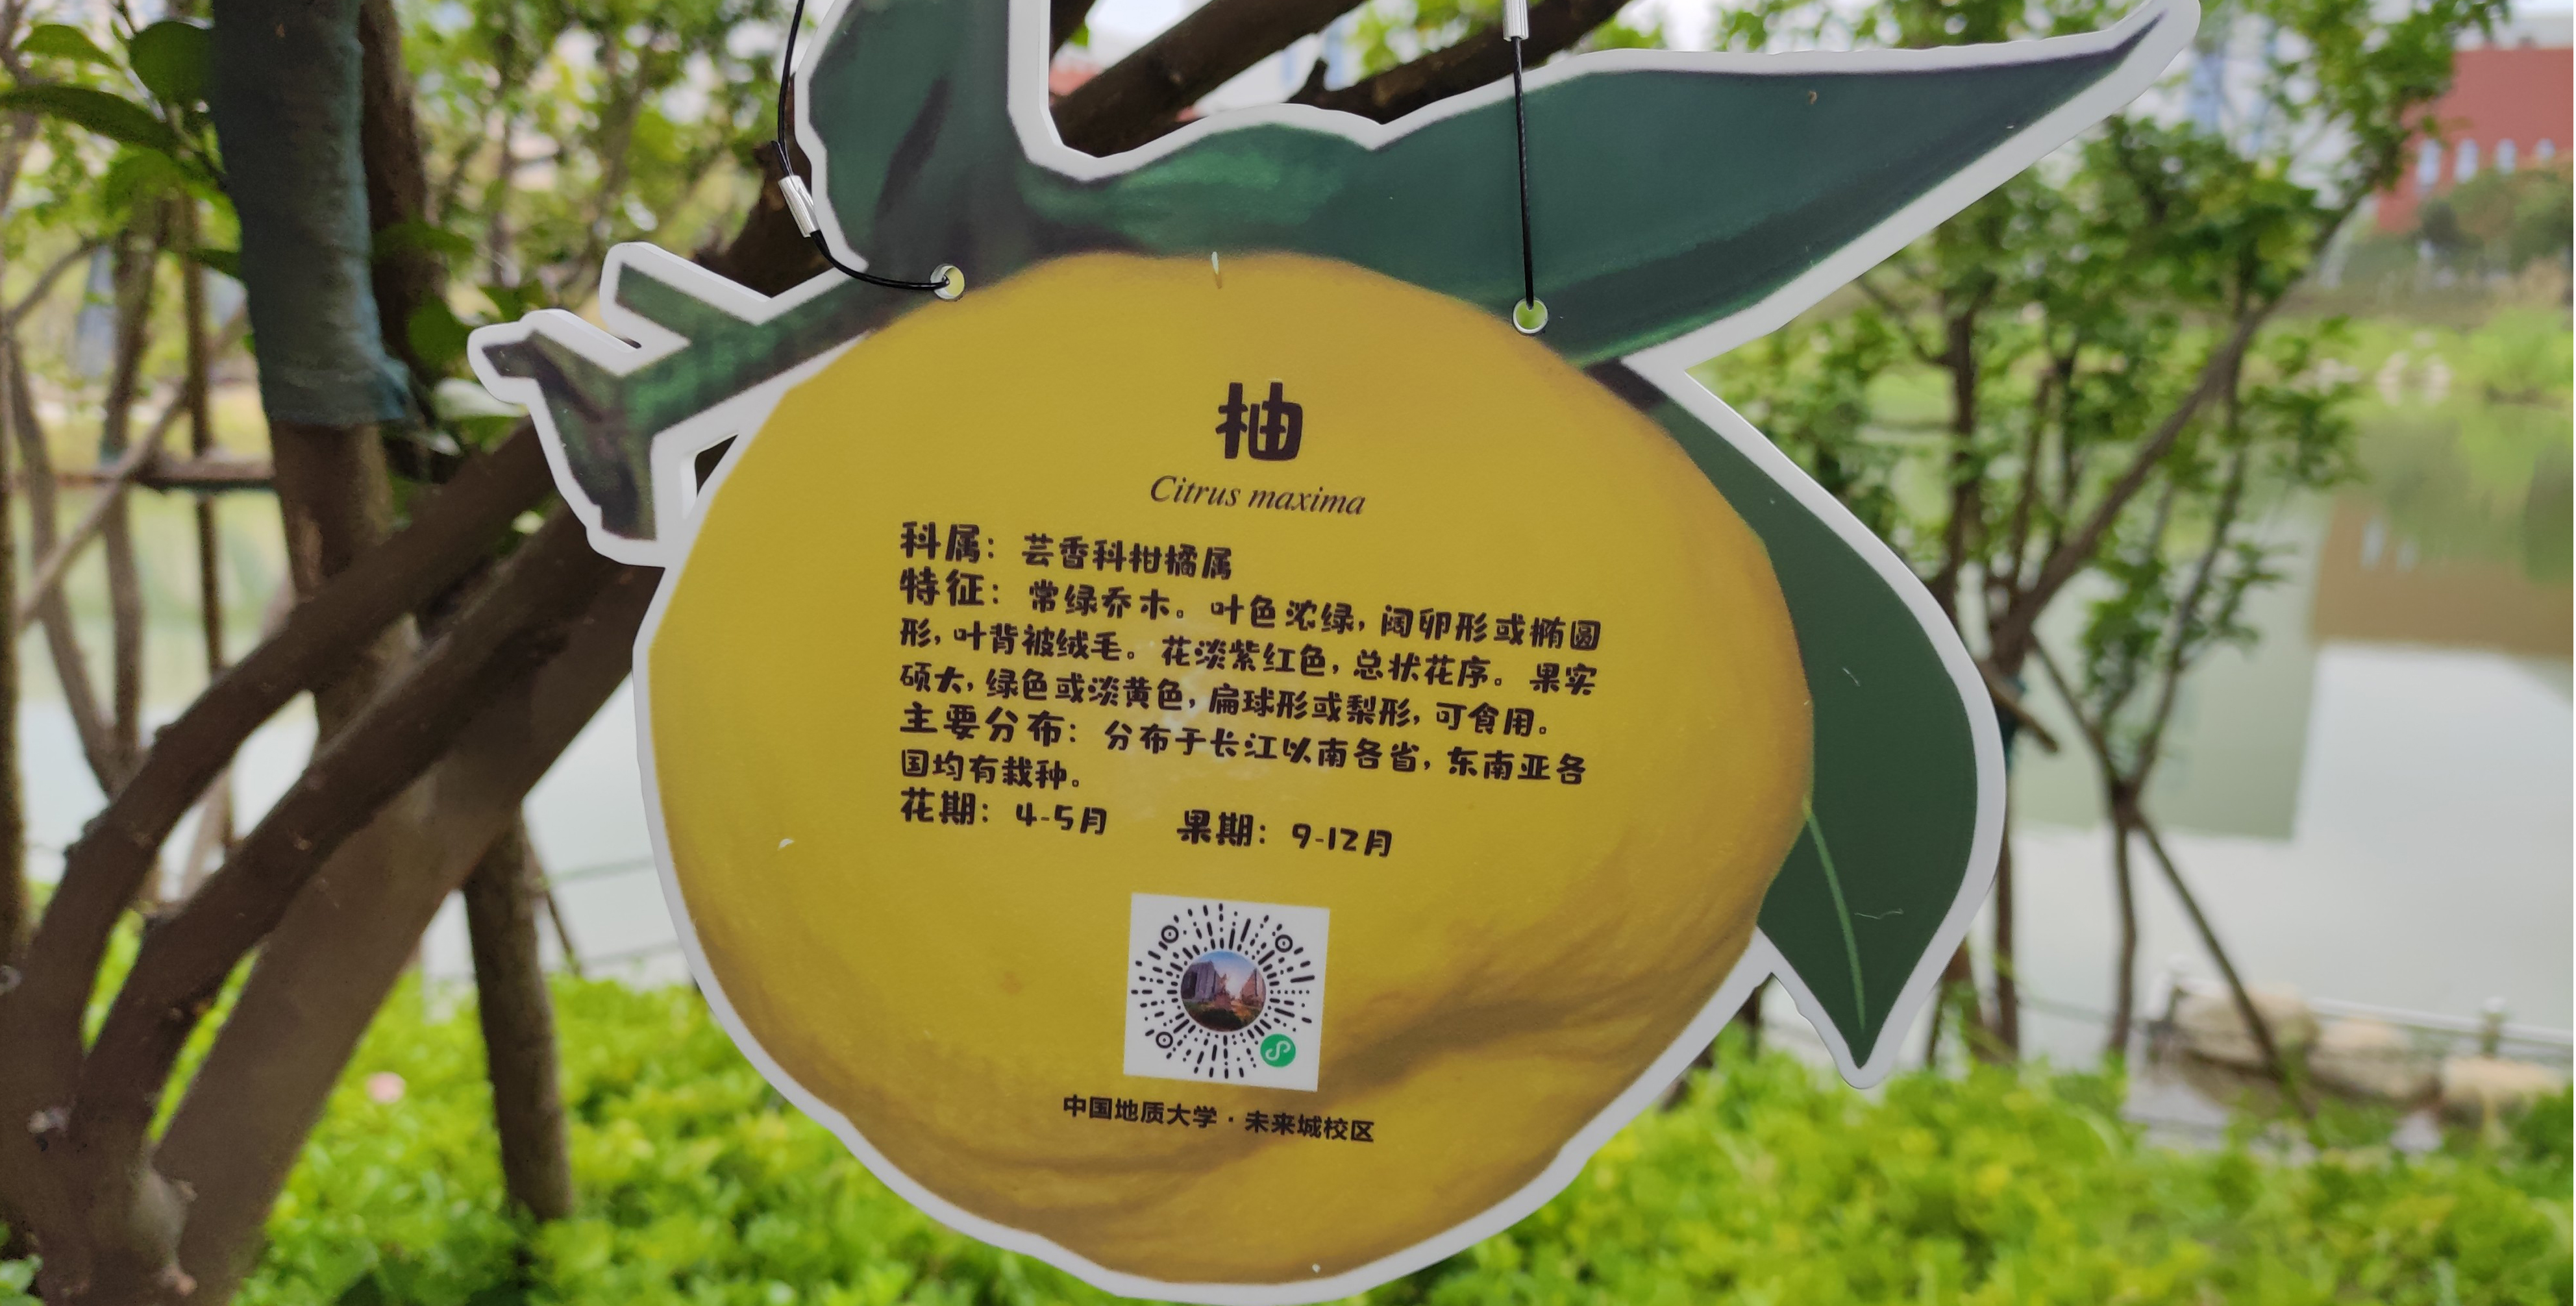 柚
Citrus maxima
科属：芸香科柑橘属
特征：常绿乔木。叶色浓绿，阔卵形或椭圆
形，叶背被绒毛。花淡紫红色，总状花序。果实
硕大，绿色或淡黄色，扁球形或梨形，可食用。
主要分布：分布于长江以南各省，东南亚各
国均有栽种。
花期：4-5月 果期：9-12月
中国地质大学·未来城校区